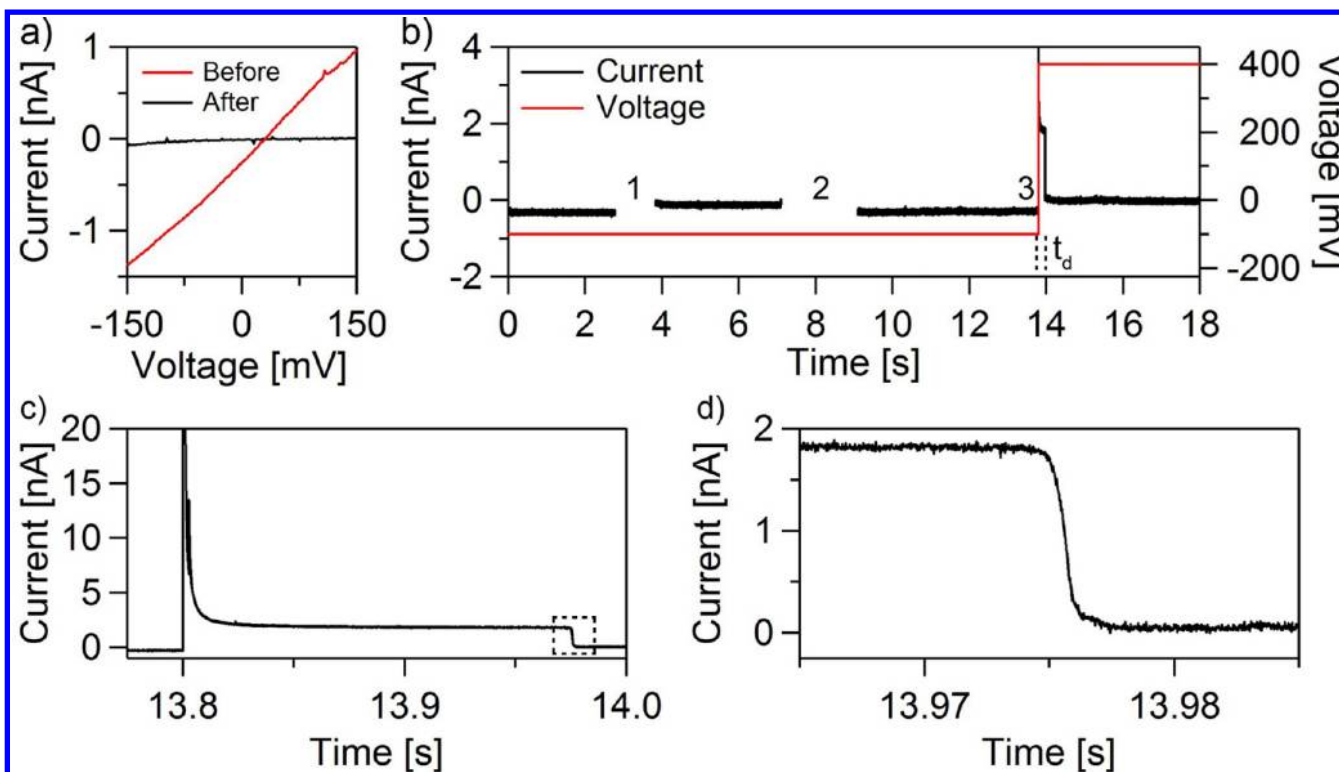 a)
Current [nA]
1
0
-1
Before
After
-150
0
150
Voltage [mV]
b)
Current [nA]
4
2
0
-2
Current
Voltage
1
2
3
t_d
400
200
0
-200
Voltage [mV]
0
2
4
6
8
10
12
14
16
18
Time [s]
c)
Current [nA]
20
15
10
5
0
13.8
13.9
14.0
Time [s]
d)
Current [nA]
2
1
0
13.97
13.98
Time [s]